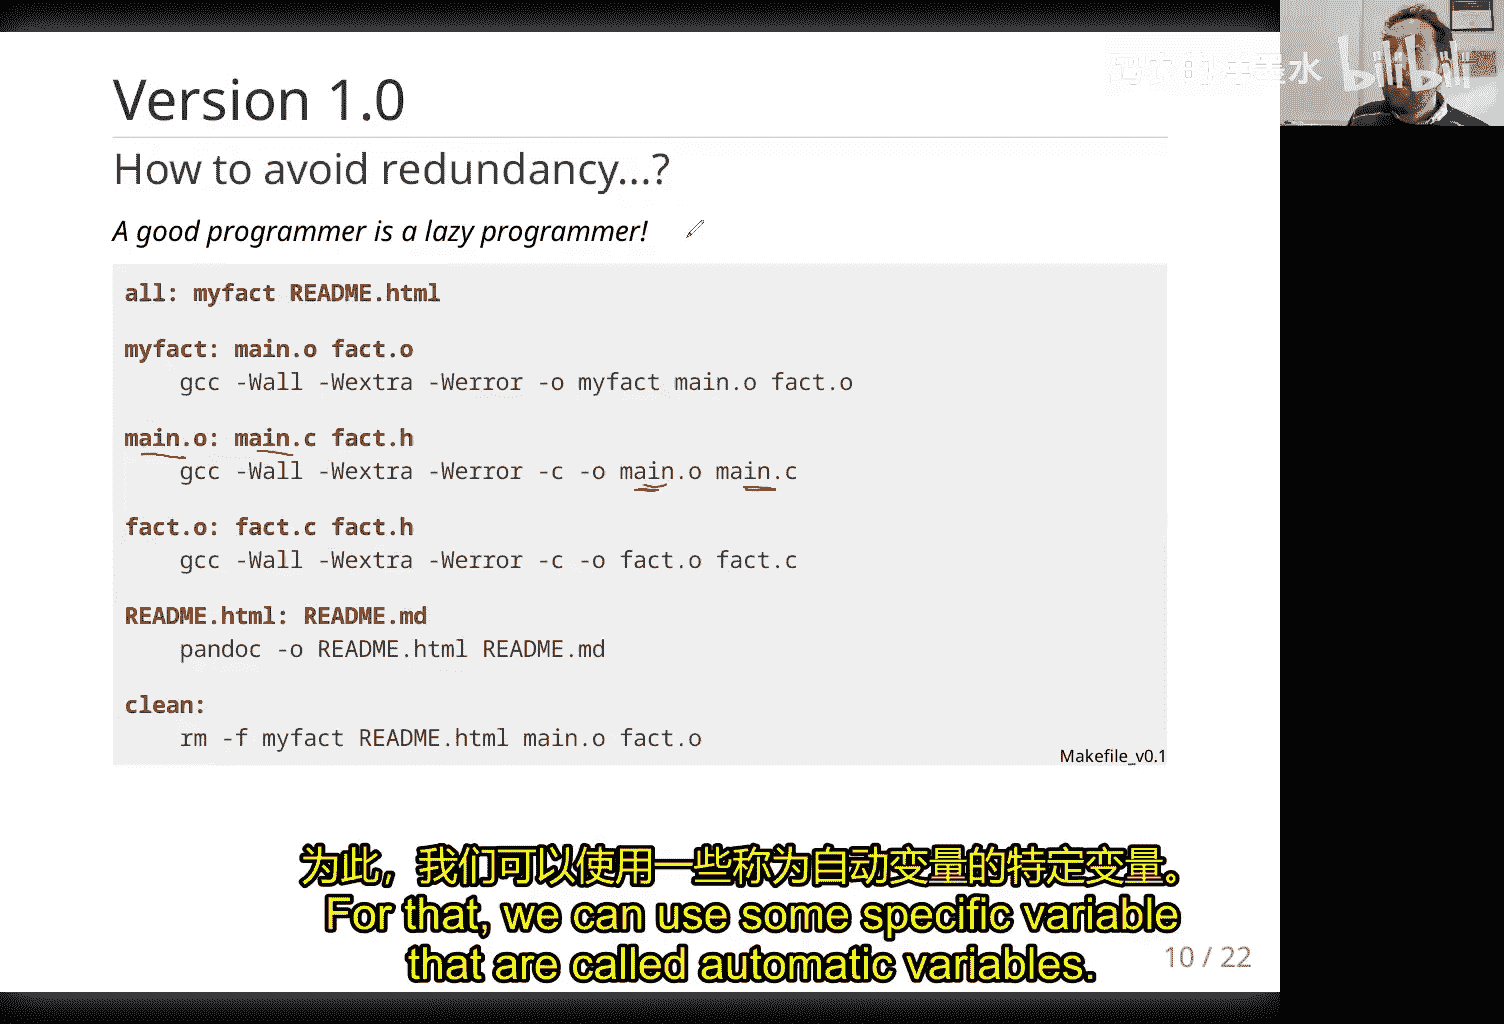 Version 1.0
How to avoid redundancy...?
A good programmer is a lazy programmer!
all: myfact README.html
myfact: main.o fact.o
gcc -Wall -Wextra -Werror -o myfact main.o fact.o
main.o: main.c fact.h
gcc -Wall -Wextra -Werror -c -o main.o main.c
fact.o: fact.c fact.h
gcc -Wall -Wextra -Werror -c -o fact.o fact.c
README.html: README.md
pandoc -o README.html README.md
clean:
rm -f myfact README.html main.o fact.o
Makefile_v0.1
为此，我们可以使用一些称为自动变量的特定变量。
For that, we can use some specific variable
that are called automatic variables.
10 / 22
bilibili